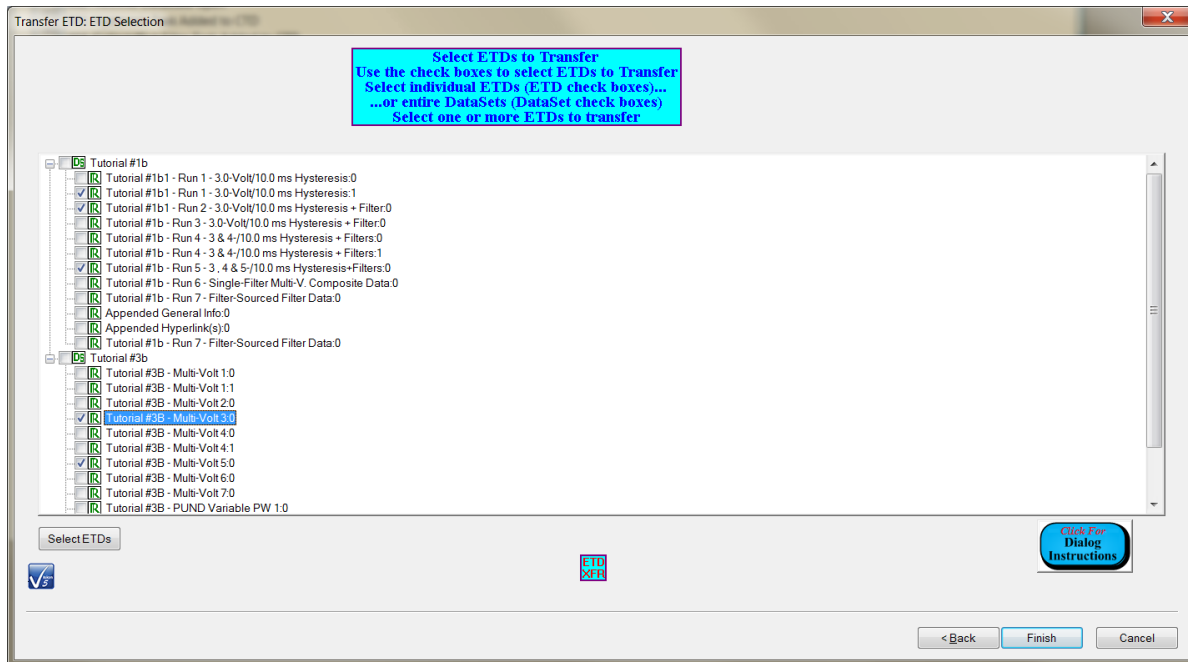 Transfer ETD: ETD Selection
Select ETDs to Transfer
Use the check boxes to select ETDs to Transfer
Select individual ETDs (ETD check boxes)...
...or entire DataSets (DataSet check boxes)
Select one or more ETDs to transfer
DS Tutorial #1b
R Tutorial #1b1 - Run 1 - 3.0-Volt/10.0 ms Hysteresis:0
R Tutorial #1b1 - Run 1 - 3.0-Volt/10.0 ms Hysteresis:1
R Tutorial #1b1 - Run 2 - 3.0-Volt/10.0 ms Hysteresis + Filter:0
R Tutorial #1b - Run 3 - 3.0-Volt/10.0 ms Hysteresis + Filter:0
R Tutorial #1b - Run 4 - 3 & 4-/10.0 ms Hysteresis + Filters:0
R Tutorial #1b - Run 4 - 3 & 4-/10.0 ms Hysteresis + Filters:1
R Tutorial #1b - Run 5 - 3 , 4 & 5-/10.0 ms Hysteresis+Filters:0
R Tutorial #1b - Run 6 - Single-Filter Multi-V. Composite Data:0
R Tutorial #1b - Run 7 - Filter-Sourced Filter Data:0
R Appended General Info:0
R Appended Hyperlink(s):0
R Tutorial #1b - Run 7 - Filter-Sourced Filter Data:0
DS Tutorial #3b
R Tutorial #3B - Multi-Volt 1:0
R Tutorial #3B - Multi-Volt 1:1
R Tutorial #3B - Multi-Volt 2:0
R Tutorial #3B - Multi-Volt 3:0
R Tutorial #3B - Multi-Volt 4:0
R Tutorial #3B - Multi-Volt 4:1
R Tutorial #3B - Multi-Volt 5:0
R Tutorial #3B - Multi-Volt 6:0
R Tutorial #3B - Multi-Volt 7:0
R Tutorial #3B - PUND Variable PW 1:0
Select ETDs
Click For
Dialog
Instructions
ETD
XFR
< Back
Finish
Cancel